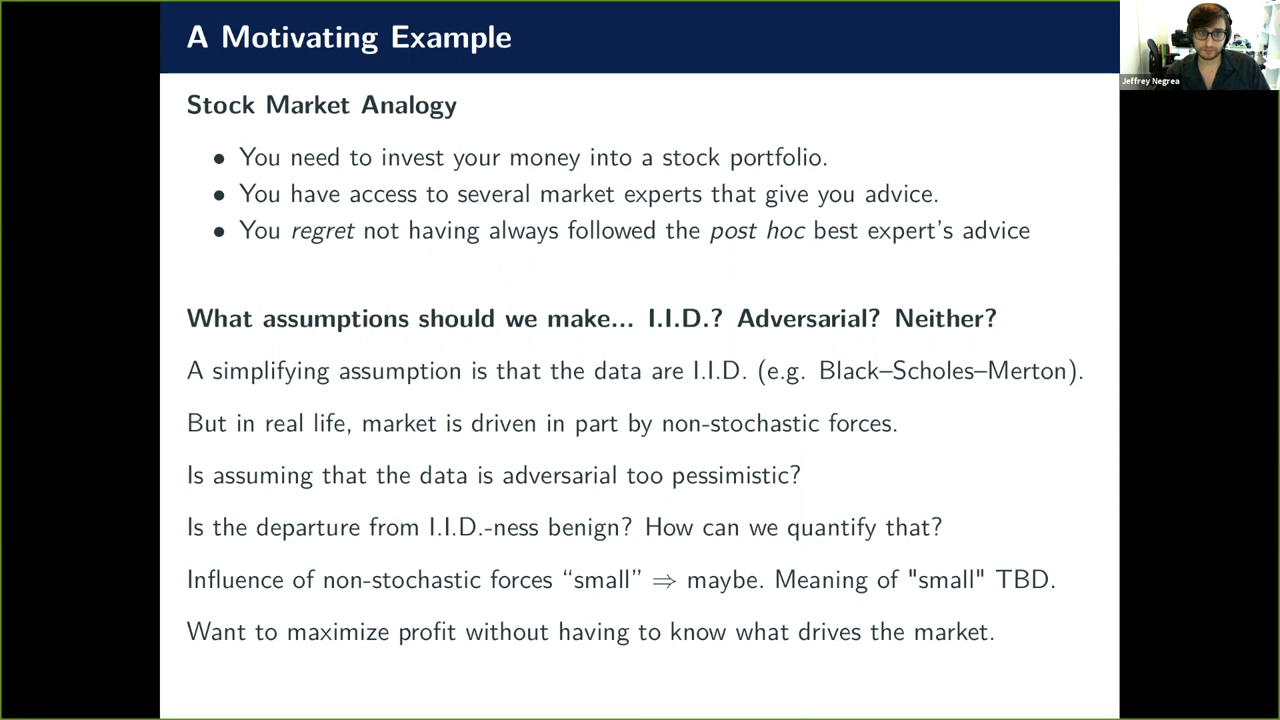 A Motivating Example
Jeffrey Negrea
Stock Market Analogy
• You need to invest your money into a stock portfolio.
• You have access to several market experts that give you advice.
• You regret not having always followed the post hoc best expert's advice
What assumptions should we make... I.I.D.? Adversarial? Neither?
A simplifying assumption is that the data are I.I.D. (e.g. Black–Scholes–Merton).
But in real life, market is driven in part by non-stochastic forces.
Is assuming that the data is adversarial too pessimistic?
Is the departure from I.I.D.-ness benign? How can we quantify that?
Influence of non-stochastic forces “small” ⇒ maybe. Meaning of "small" TBD.
Want to maximize profit without having to know what drives the market.